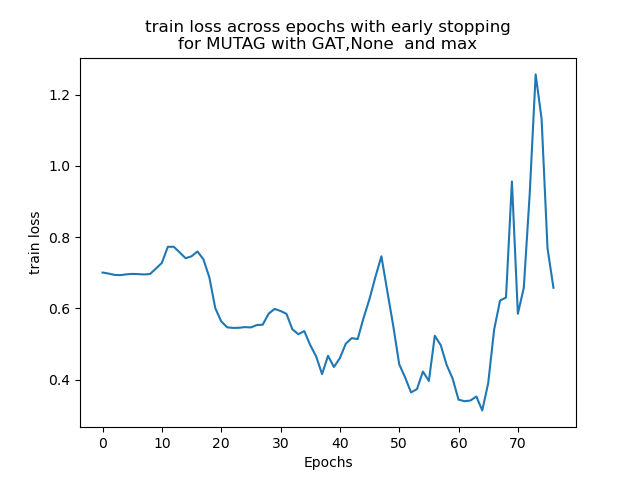 train loss across epochs with early stopping
for MUTAG with GAT,None  and max
1.2
1.0
0.8
0.6
0.4
train loss
0 10 20 30 40 50 60 70
Epochs